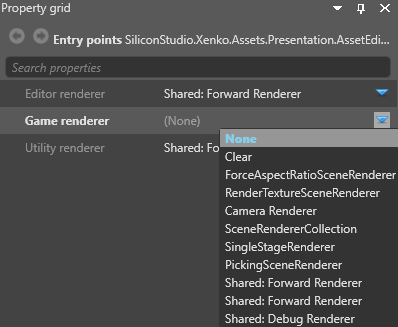 Property grid
Entry points SiliconStudio.Xenko.Assets.Presentation.AssetEdi...
Search properties
Editor renderer Shared: Forward Renderer
Game renderer (None)
Utility renderer Shared: Fo
None
Clear
ForceAspectRatioSceneRenderer
RenderTextureSceneRenderer
Camera Renderer
SceneRendererCollection
SingleStageRenderer
PickingSceneRenderer
Shared: Forward Renderer
Shared: Forward Renderer
Shared: Debug Renderer